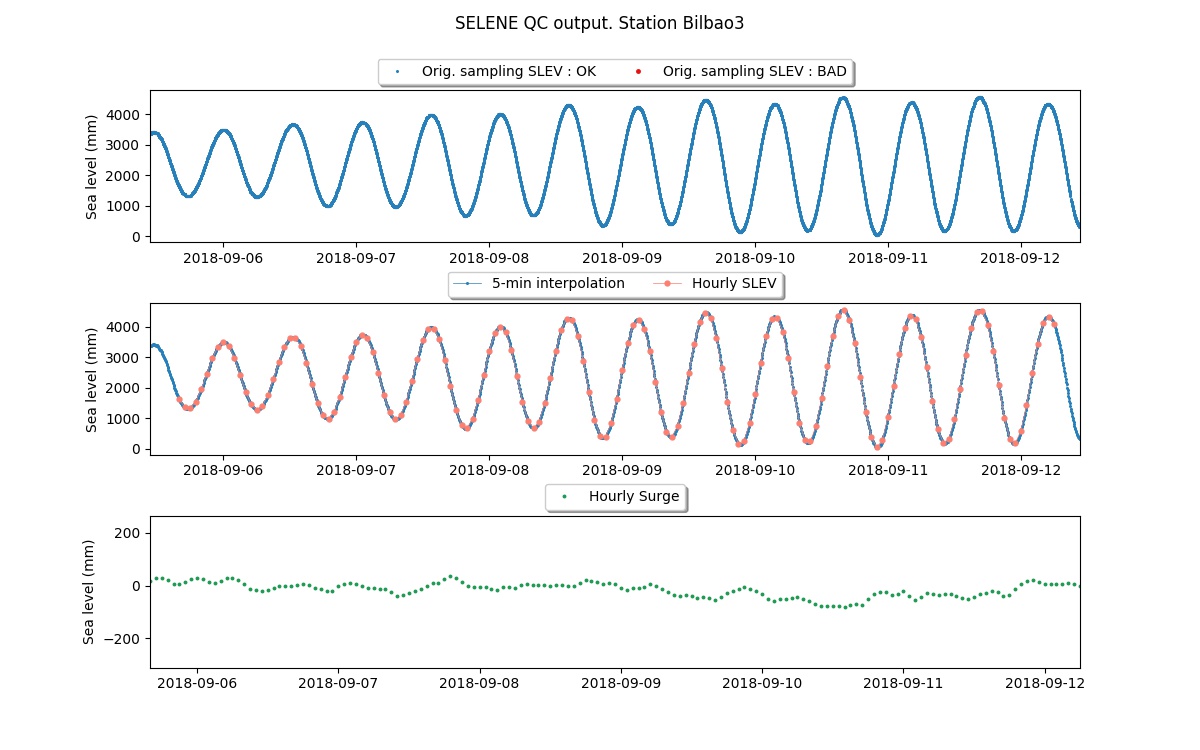 SELENE QC output. Station Bilbao3
Orig. sampling SLEV : OK
Orig. sampling SLEV : BAD
Sea level (mm)
4000
3000
2000
1000
0
2018-09-06 2018-09-07 2018-09-08 2018-09-09 2018-09-10 2018-09-11 2018-09-12
5-min interpolation
Hourly SLEV
Sea level (mm)
4000
3000
2000
1000
0
2018-09-06 2018-09-07 2018-09-08 2018-09-09 2018-09-10 2018-09-11 2018-09-12
Hourly Surge
Sea level (mm)
200
0
−200
2018-09-06 2018-09-07 2018-09-08 2018-09-09 2018-09-10 2018-09-11 2018-09-12